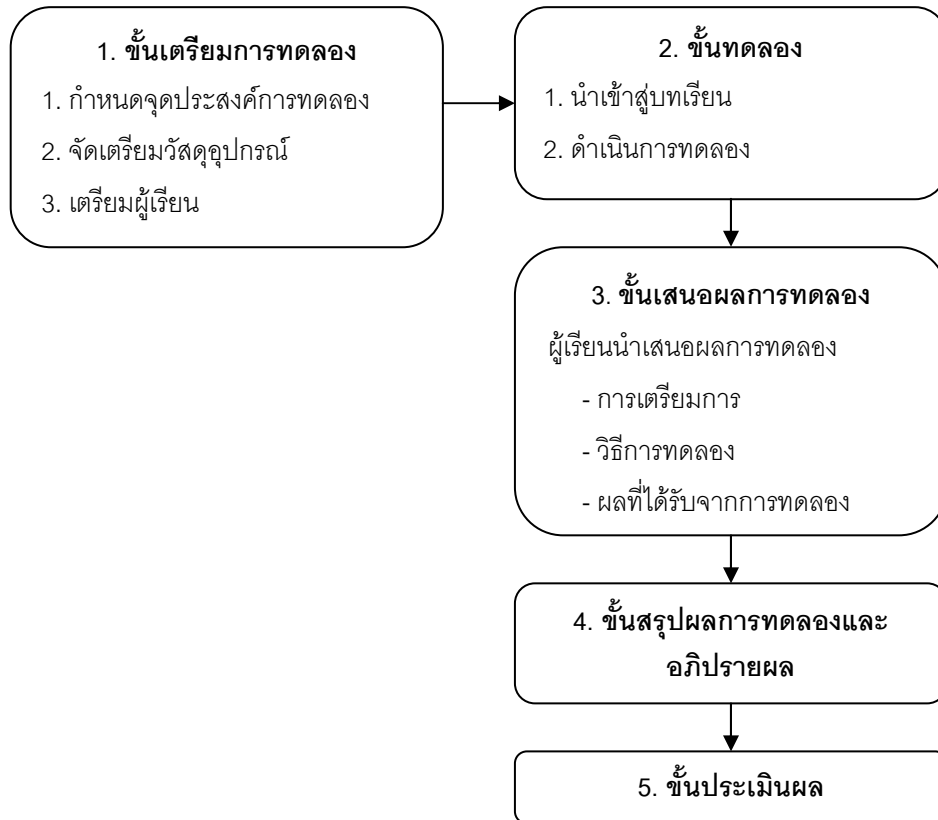 1. ขั้นเตรียมการทดลอง
1. กำหนดจุดประสงค์การทดลอง
2. จัดเตรียมวัสดุอุปกรณ์
3. เตรียมผู้เรียน
2. ขั้นทดลอง
1. นำเข้าสู่บทเรียน
2. ดำเนินการทดลอง
3. ขั้นเสนอผลการทดลอง
ผู้เรียนนำเสนอผลการทดลอง
- การเตรียมการ
- วิธีการทดลอง
- ผลที่ได้รับจากการทดลอง
4. ขั้นสรุปผลการทดลองและ
อภิปรายผล
5. ขั้นประเมินผล